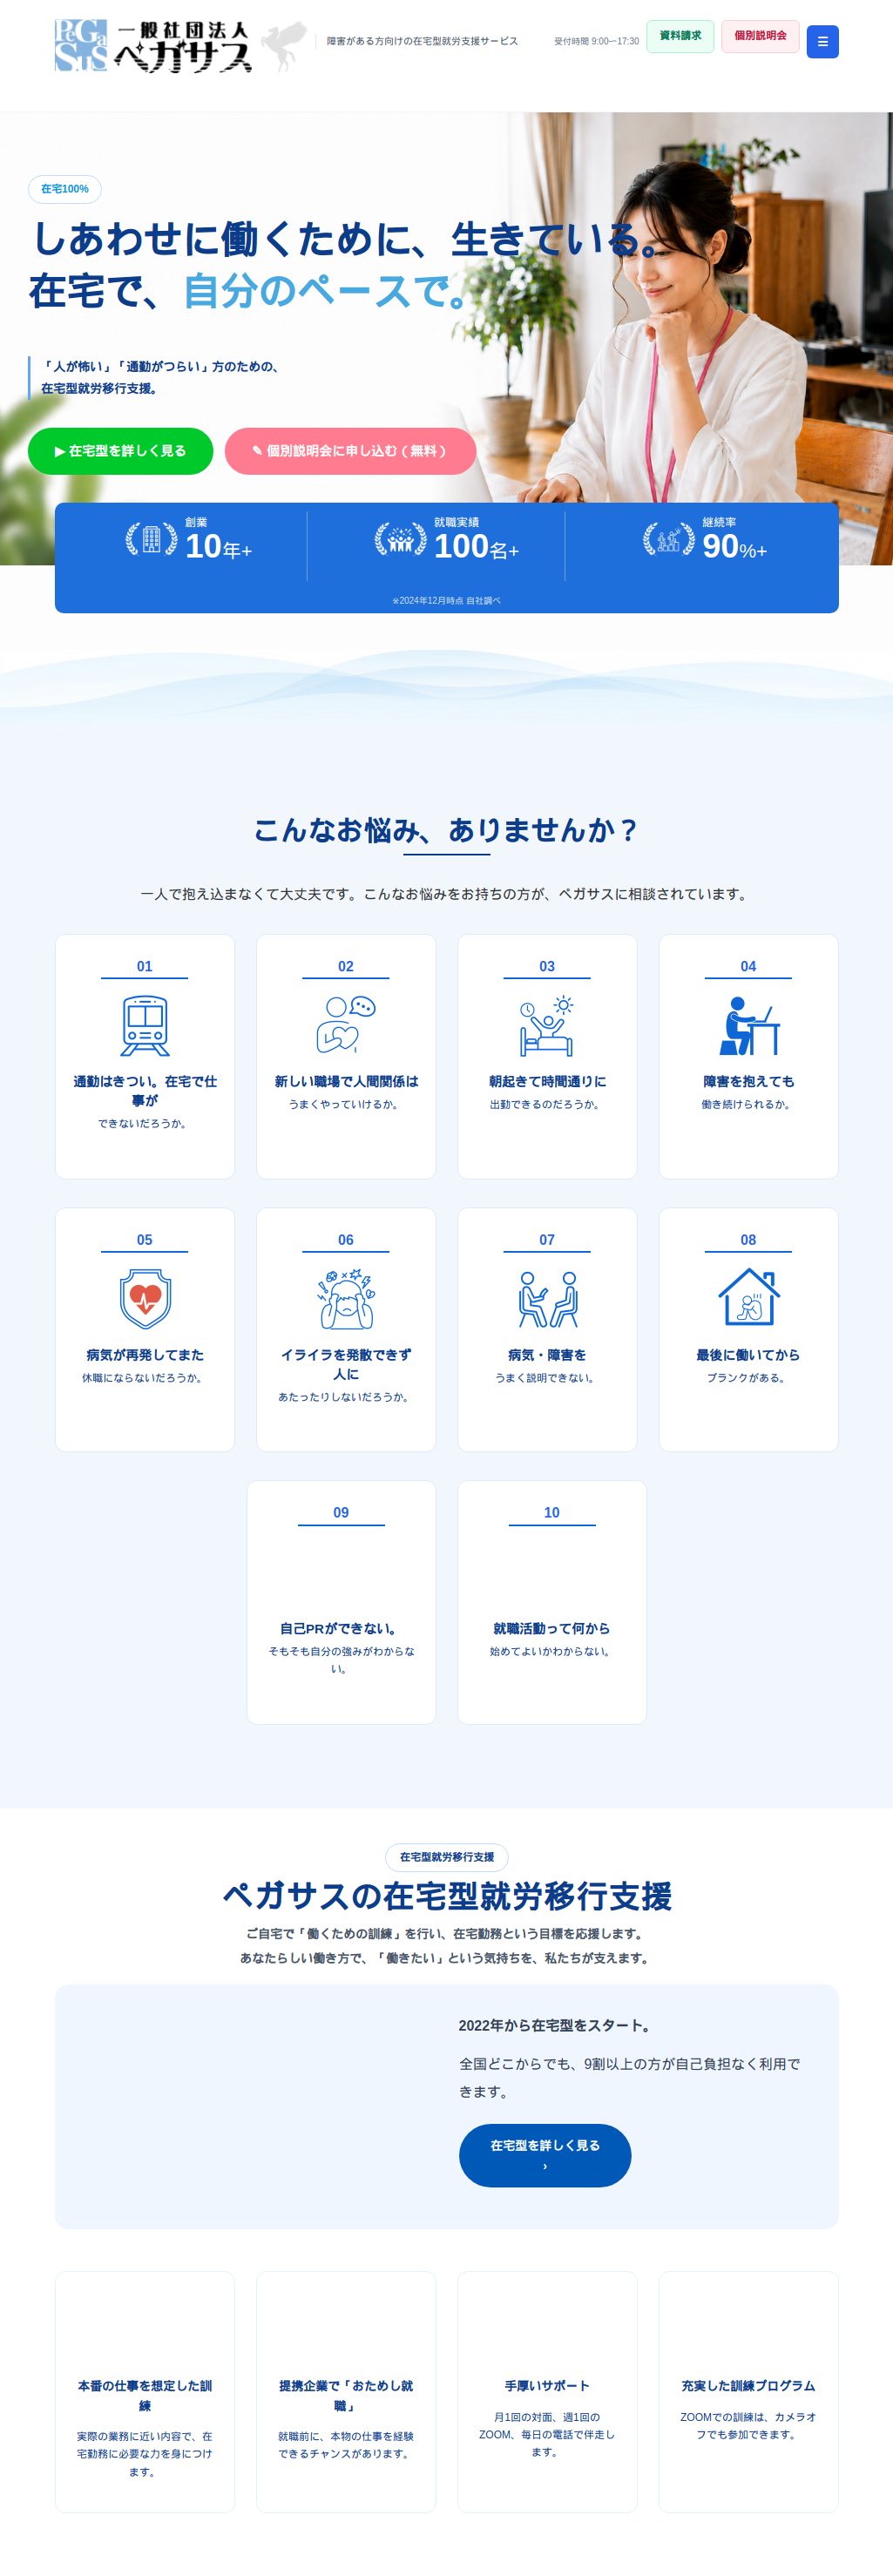 PeGaSuS
一般社団法人
ペガサス
障害がある方向けの在宅型就労支援サービス
受付時間 9:00〜17:30
資料請求
個別説明会
☰
在宅100%
しあわせに働くために、生きている。
在宅で、自分のペースで。
「人が怖い」「通勤がつらい」方のための、
在宅型就労移行支援。
▶ 在宅型を詳しく見る
✎ 個別説明会に申し込む（無料）
創業
10年+
就職実績
100名+
継続率
90%+
※2024年12月時点 自社調べ
こんなお悩み、ありませんか？
一人で抱え込まなくて大丈夫です。こんなお悩みをお持ちの方が、ペガサスに相談されています。
01
通勤はきつい。在宅で仕
事が
できないだろうか。
02
新しい職場で人間関係は
うまくやっていけるか。
03
朝起きて時間通りに
出勤できるのだろうか。
04
障害を抱えても
働き続けられるか。
05
病気が再発してまた
休職にならないだろうか。
06
イライラを発散できず
人に
あたったりしないだろうか。
07
病気・障害を
うまく説明できない。
08
最後に働いてから
ブランクがある。
09
自己PRができない。
そもそも自分の強みがわからな
い。
10
就職活動って何から
始めてよいかわからない。
在宅型就労移行支援
ペガサスの在宅型就労移行支援
ご自宅で「働くための訓練」を行い、在宅勤務という目標を応援します。
あなたらしい働き方で、「働きたい」という気持ちを、私たちが支えます。
2022年から在宅型をスタート。
全国どこからでも、9割以上の方が自己負担なく利用で
きます。
在宅型を詳しく見る
›
本番の仕事を想定した訓
練
実際の業務に近い内容で、在
宅勤務に必要な力を身につけ
ます。
提携企業で「おためし就
職」
就職前に、本物の仕事を経験
できるチャンスがあります。
手厚いサポート
月1回の対面、週1回の
ZOOM、毎日の電話で伴走し
ます。
充実した訓練プログラム
ZOOMでの訓練は、カメラオ
フでも参加できます。